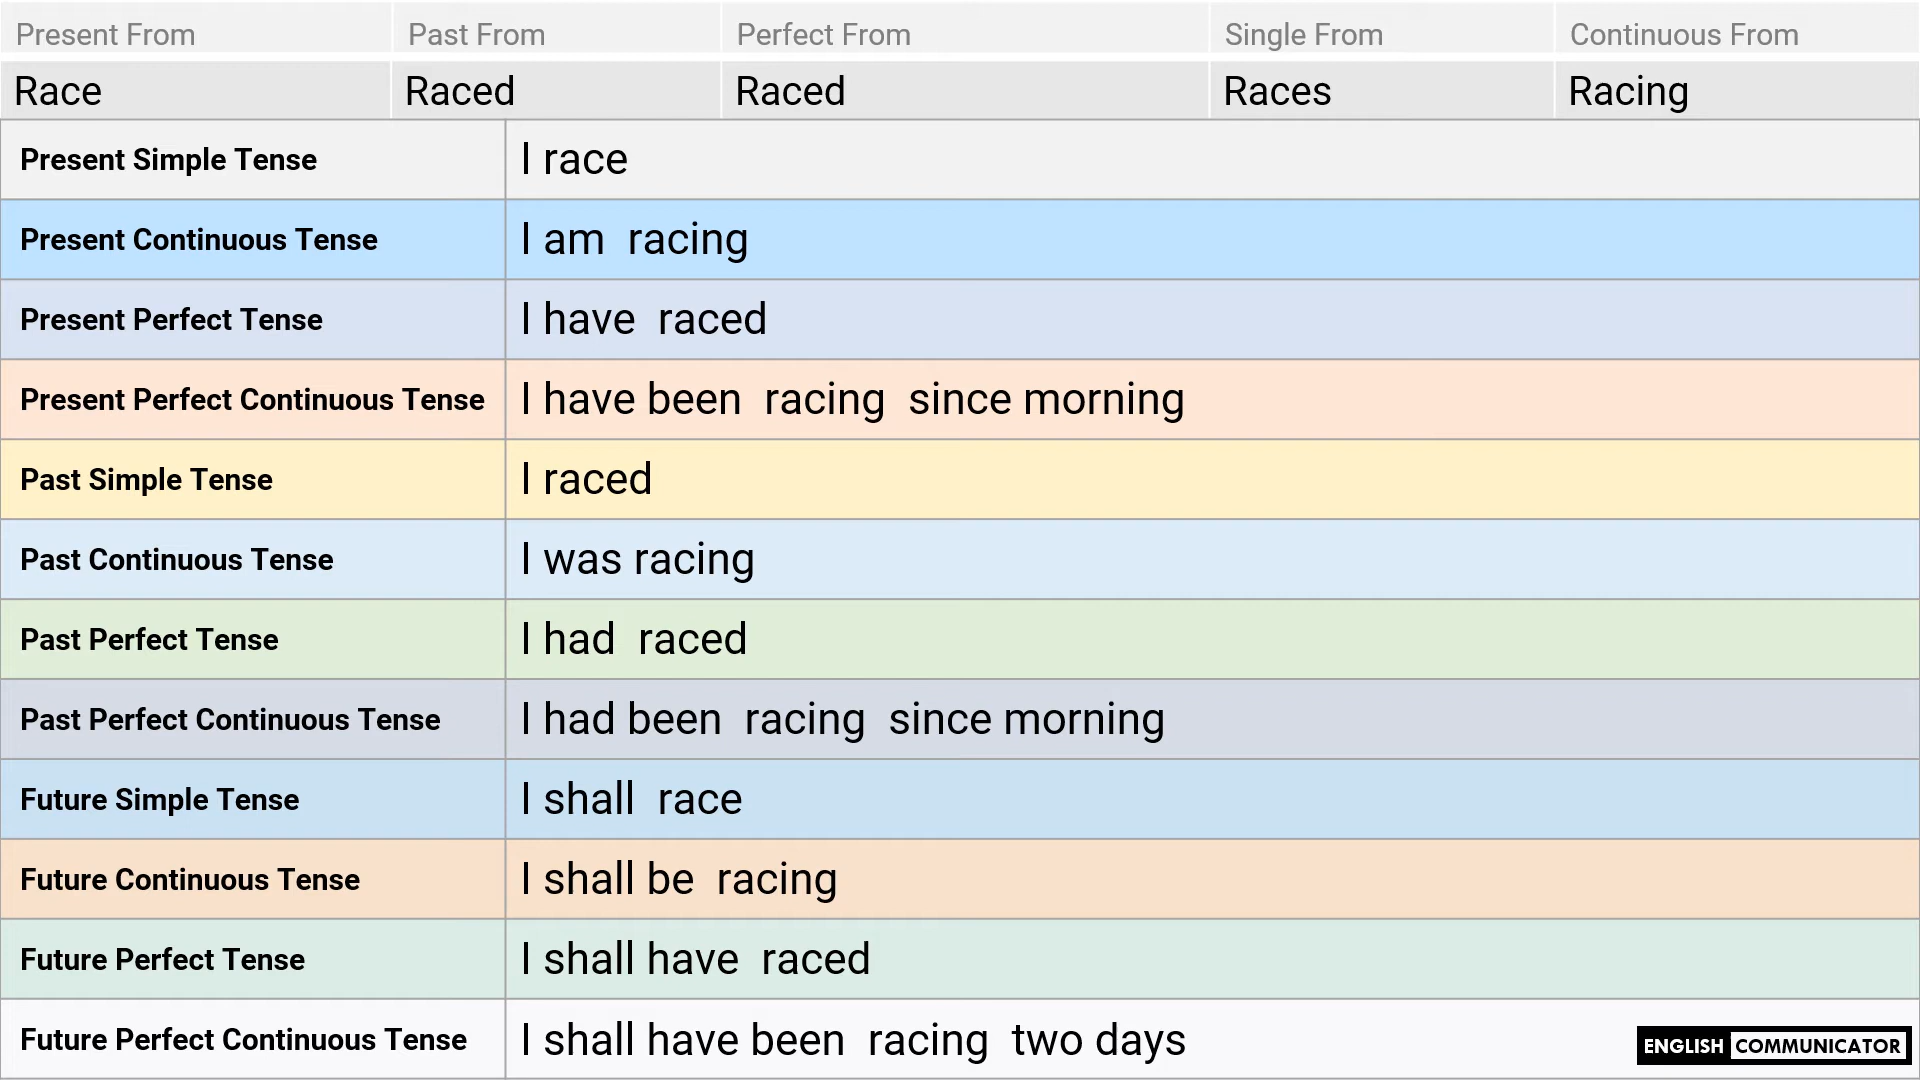 Present From Past From Perfect From Single From Continuous From
Race Raced Raced Races Racing
Present Simple Tense I race
Present Continuous Tense I am racing
Present Perfect Tense I have raced
Present Perfect Continuous Tense I have been racing since morning
Past Simple Tense I raced
Past Continuous Tense I was racing
Past Perfect Tense I had raced
Past Perfect Continuous Tense I had been racing since morning
Future Simple Tense I shall race
Future Continuous Tense I shall be racing
Future Perfect Tense I shall have raced
Future Perfect Continuous Tense I shall have been racing two days
ENGLISH COMMUNICATOR